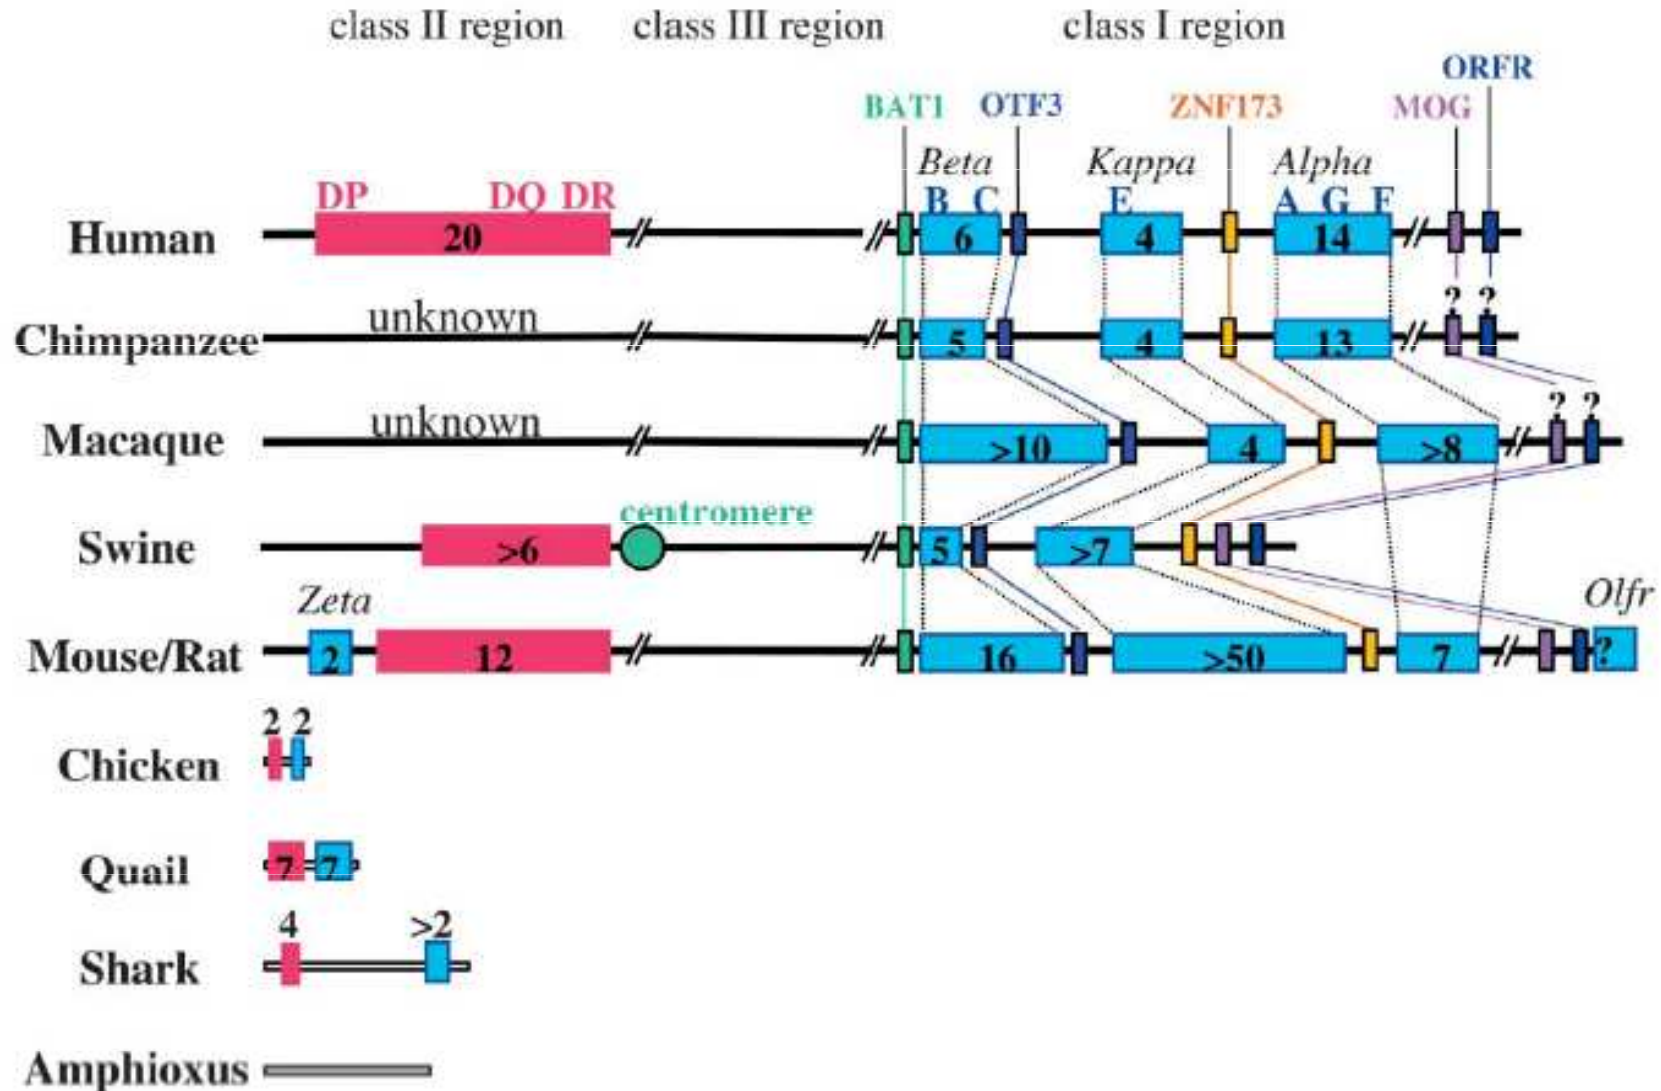 class II region class III region class I region
ORFR
BAT1 OTF3 ZNF173 MOG
Beta Kappa Alpha
DP DQ DR B C E A G F
Human 20 6 4 14
? ?
unknown
Chimpanzee 5 4 13
? ?
unknown
Macaque >10 4 >8
centromere
Swine >6 5 >7
Zeta Olfr
Mouse/Rat 2 12 16 >50 7 ?
2 2
Chicken
Quail 7 7
4 >2
Shark
Amphioxus